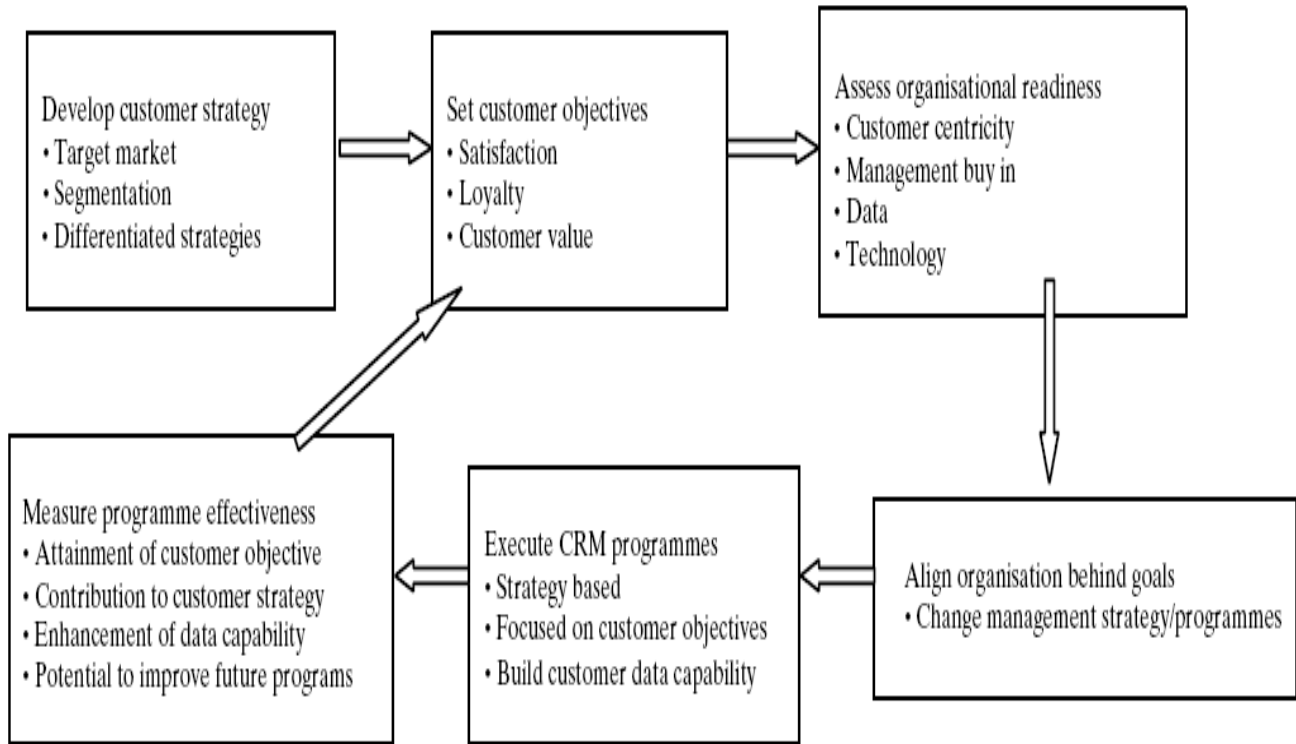 Develop customer strategy
• Target market
• Segmentation
• Differentiated strategies
Set customer objectives
• Satisfaction
• Loyalty
• Customer value
Assess organisational readiness
• Customer centricity
• Management buy in
• Data
• Technology
Align organisation behind goals
• Change management strategy/programmes
Execute CRM programmes
• Strategy based
• Focused on customer objectives
• Build customer data capability
Measure programme effectiveness
• Attainment of customer objective
• Contribution to customer strategy
• Enhancement of data capability
• Potential to improve future programs